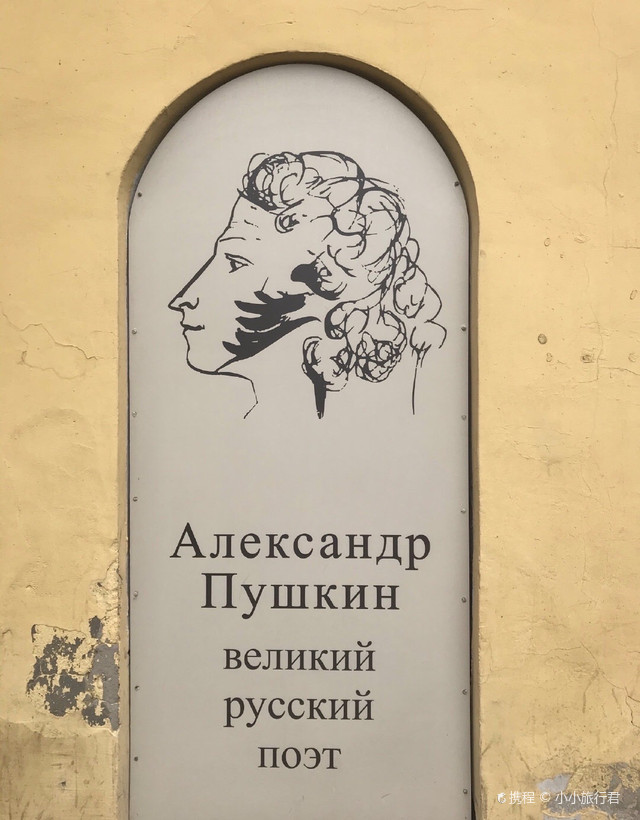 Александр
Пушкин
великий
русский
поэт
携程 © 小小旅行君